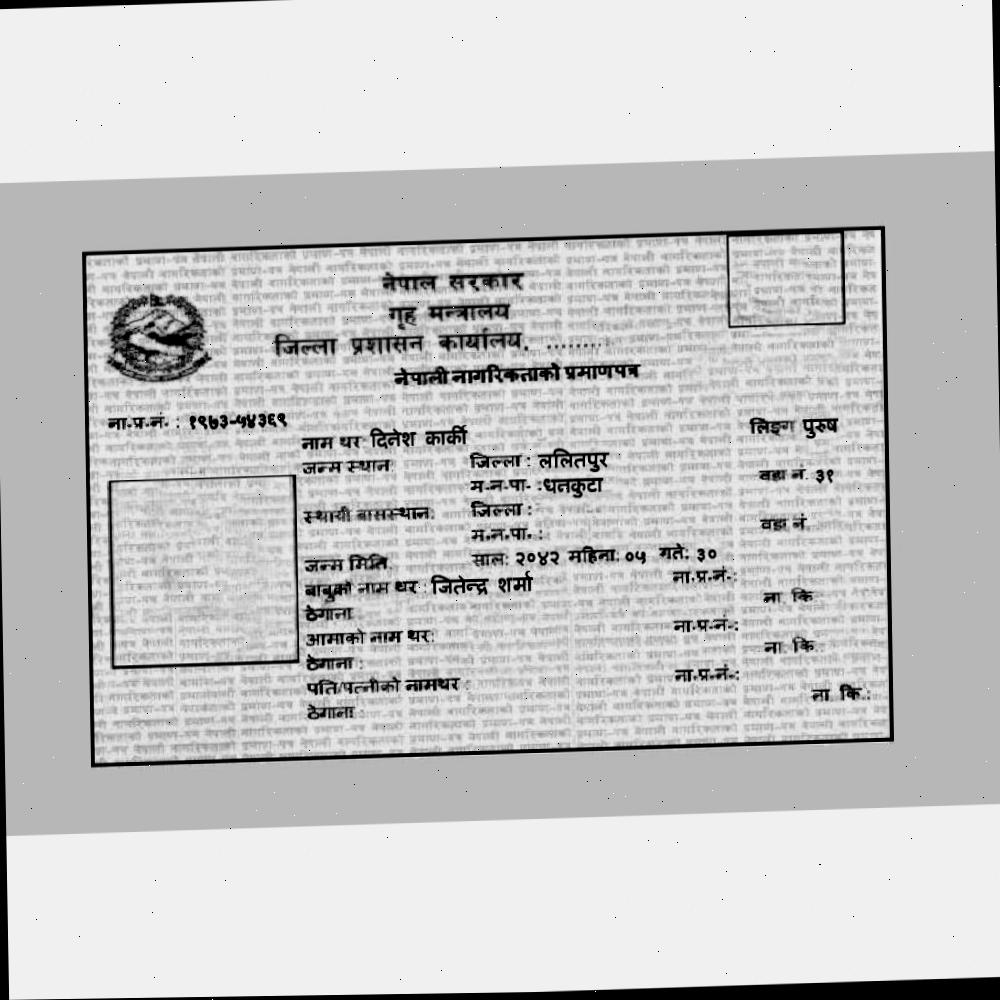 नेपाल सरकार
गृह मन्त्रालय
जिल्ला प्रशासन कार्यालय. ........
नेपाली नागरिकताको प्रमाणपत्र
ना.प्र.नं. : १९७३-५४३६९
लिङ्ग पुरुष
नाम थर दिनेश कार्की
जन्म स्थान: जिल्ला : ललितपुर
म.न.पा. :धनकुटा वडा नं. ३१
स्थायी बासस्थान: जिल्ला :
म.न.पा. : वडा नं.
जन्म मिति: साल: २०४२ महिना: ०५ गते: ३०
बाबुको नाम थर : जितेन्द्र शर्मा ना.प्र.नं.:
ठेगाना ना. कि.
आमाको नाम थर: ना.प्र.नं.:
ठेगाना : ना. कि.:
पति/पत्नीको नामथर : ना.प्र.नं.:
ठेगाना : ना. कि.: